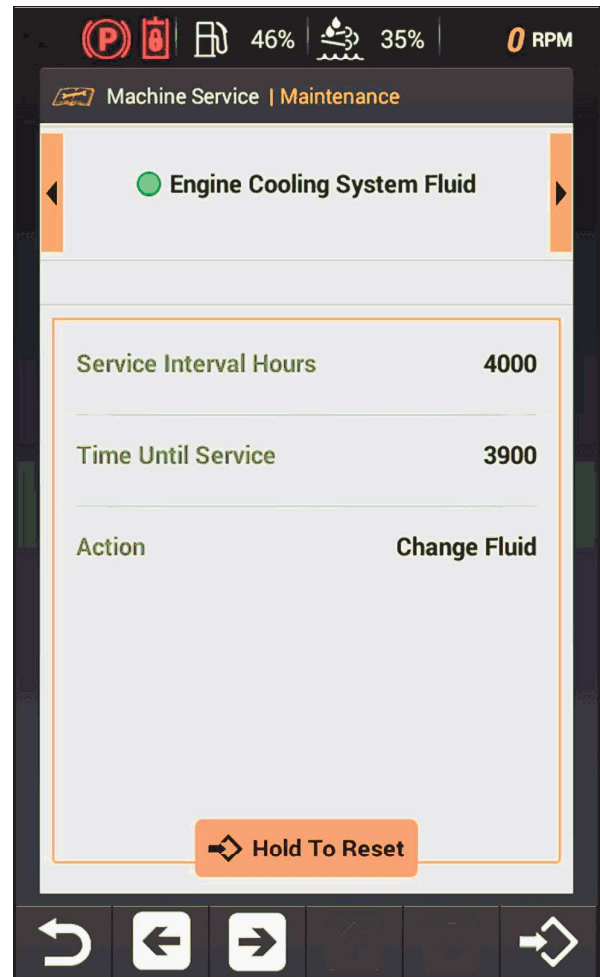 P 46% 35% 0 RPM
Machine Service | Maintenance
Engine Cooling System Fluid
Service Interval Hours 4000
Time Until Service 3900
Action Change Fluid
Hold To Reset